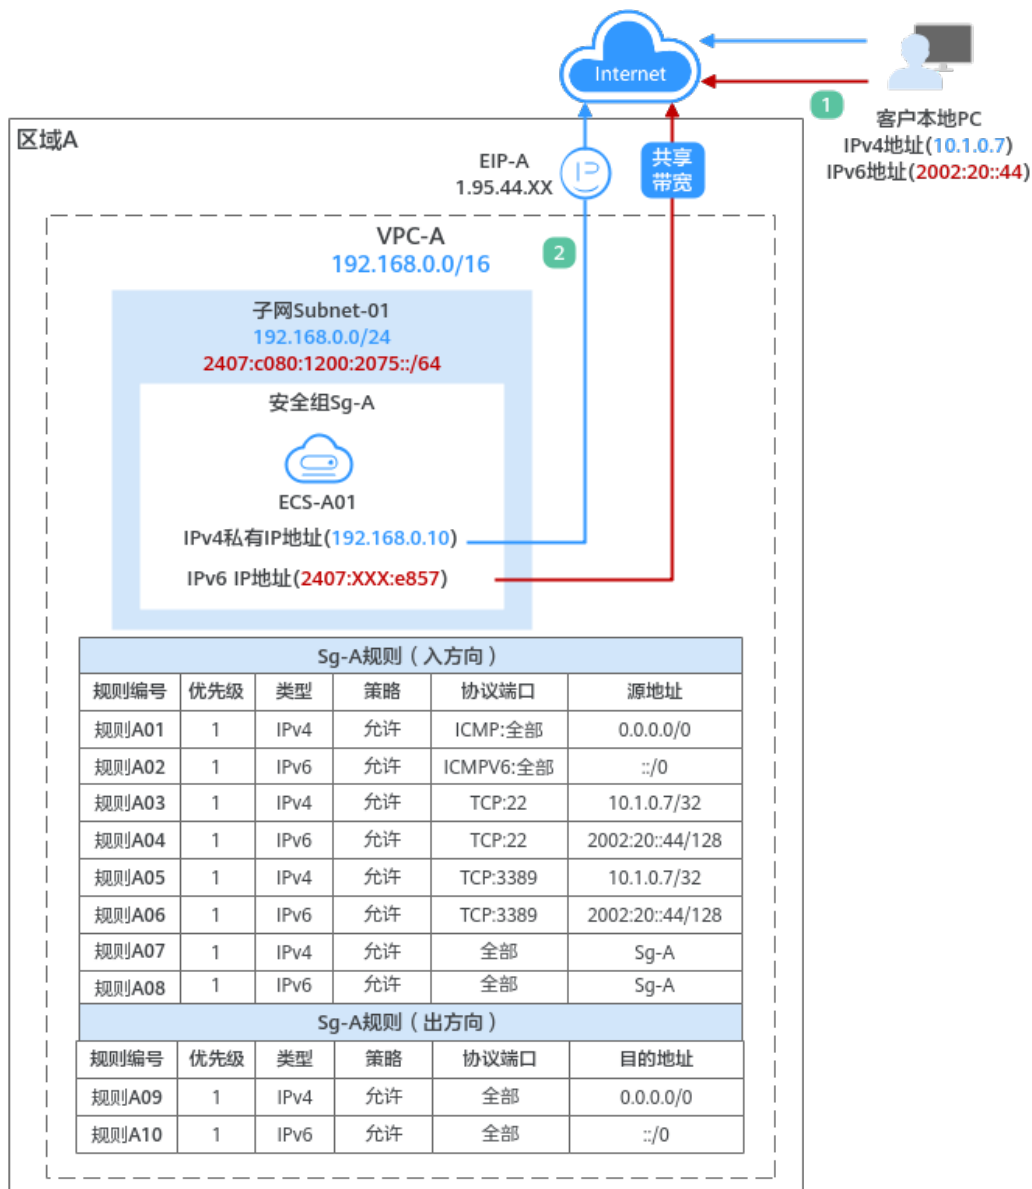 Internet
1
客户本地PC
IPv4地址(10.1.0.7)
IPv6地址(2002:20::44)
区域A
EIP-A
1.95.44.XX
共享
带宽
VPC-A
192.168.0.0/16
2
子网Subnet-01
192.168.0.0/24
2407:c080:1200:2075::/64
安全组Sg-A
ECS-A01
IPv4私有IP地址(192.168.0.10)
IPv6 IP地址(2407:XXX:e857)
Sg-A规则（入方向）
规则编号 优先级 类型 策略 协议端口 源地址
规则A01 1 IPv4 允许 ICMP:全部 0.0.0.0/0
规则A02 1 IPv6 允许 ICMPV6:全部 ::/0
规则A03 1 IPv4 允许 TCP:22 10.1.0.7/32
规则A04 1 IPv6 允许 TCP:22 2002:20::44/128
规则A05 1 IPv4 允许 TCP:3389 10.1.0.7/32
规则A06 1 IPv6 允许 TCP:3389 2002:20::44/128
规则A07 1 IPv4 允许 全部 Sg-A
规则A08 1 IPv6 允许 全部 Sg-A
Sg-A规则（出方向）
规则编号 优先级 类型 策略 协议端口 目的地址
规则A09 1 IPv4 允许 全部 0.0.0.0/0
规则A10 1 IPv6 允许 全部 ::/0